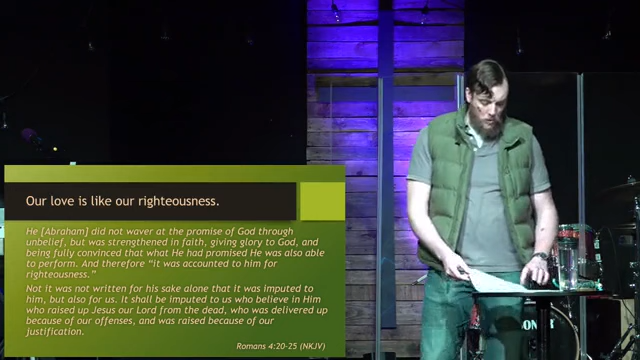 Our love is like our righteousness.
He [Abraham] did not waver at the promise of God through
unbelief, but was strengthened in faith, giving glory to God, and
being fully convinced that what He had promised He was also able
to perform. And therefore "it was accounted to him for
righteousness."
Not it was not written for his sake alone that it was imputed to
him, but also for us. It shall be imputed to us who believe in Him
who raised up Jesus our Lord from the dead, who was delivered up
because of our offenses, and was raised because of our
justification.
Romans 4:20-25 (NKJV)